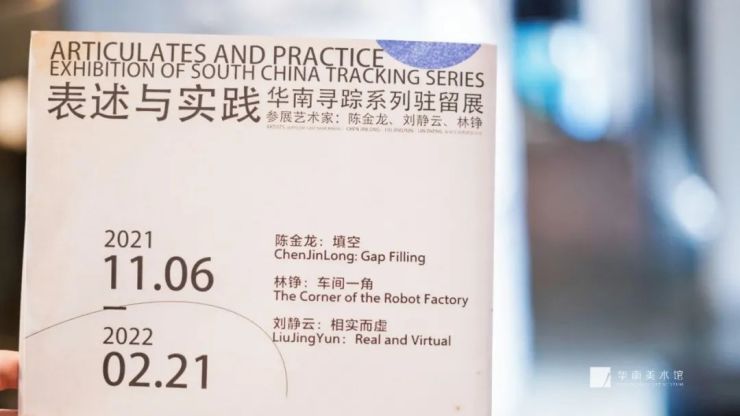 ARTICULATES AND PRACTICE
EXHIBITION OF SOUTH CHINA TRACKING SERIES
表述与实践
华南寻踪系列驻留展
参展艺术家：陈金龙、刘静云、林铮
2021
11.06
2022
02.21
陈金龙：填空
ChenJinLong: Gap Filling
林铮：车间一角
The Corner of the Robot Factory
刘静云：相实而虚
LiuJingYun：Real and Virtual
华南美术馆